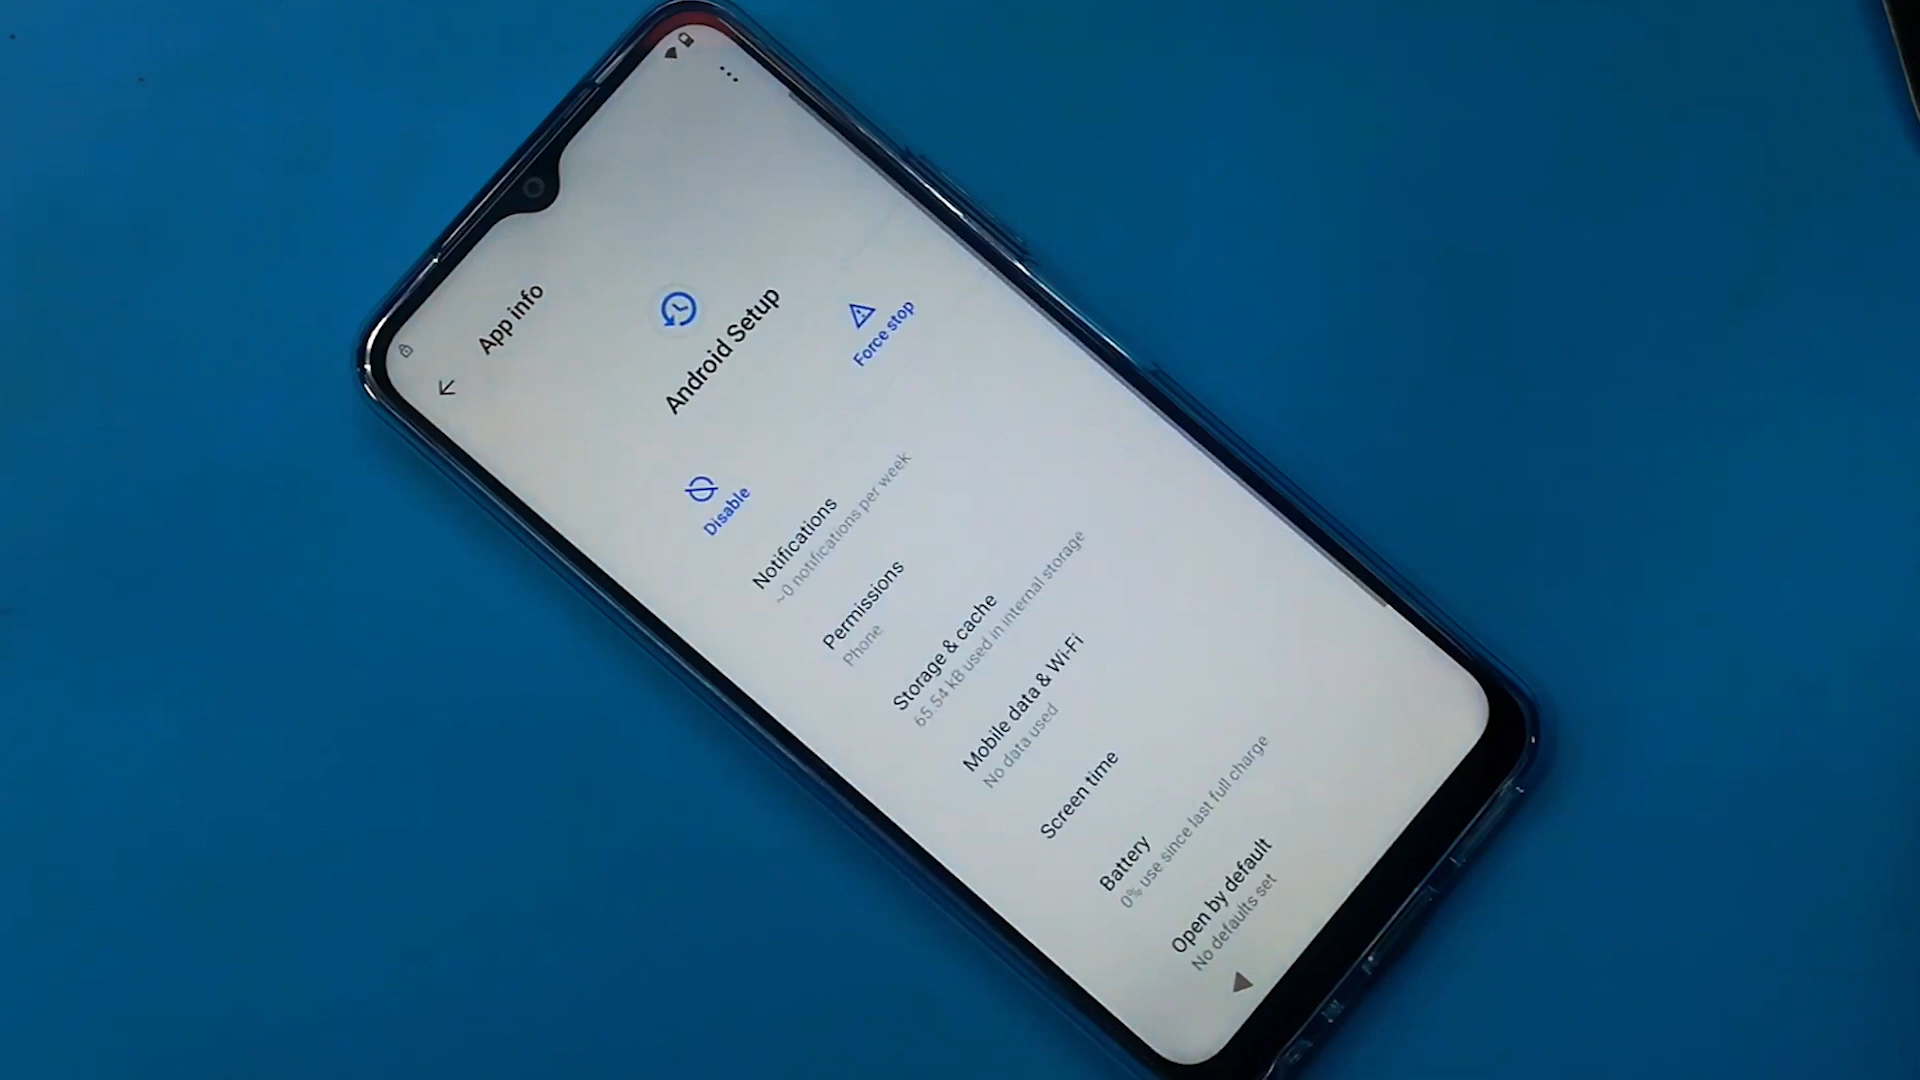 App info
Android Setup
Disable
Force stop
Notifications
~0 notifications per week
Permissions
Phone
Storage & cache
65.54 kB used in internal storage
Mobile data & Wi-Fi
No data used
Screen time
Battery
0% use since last full charge
Open by default
No defaults set